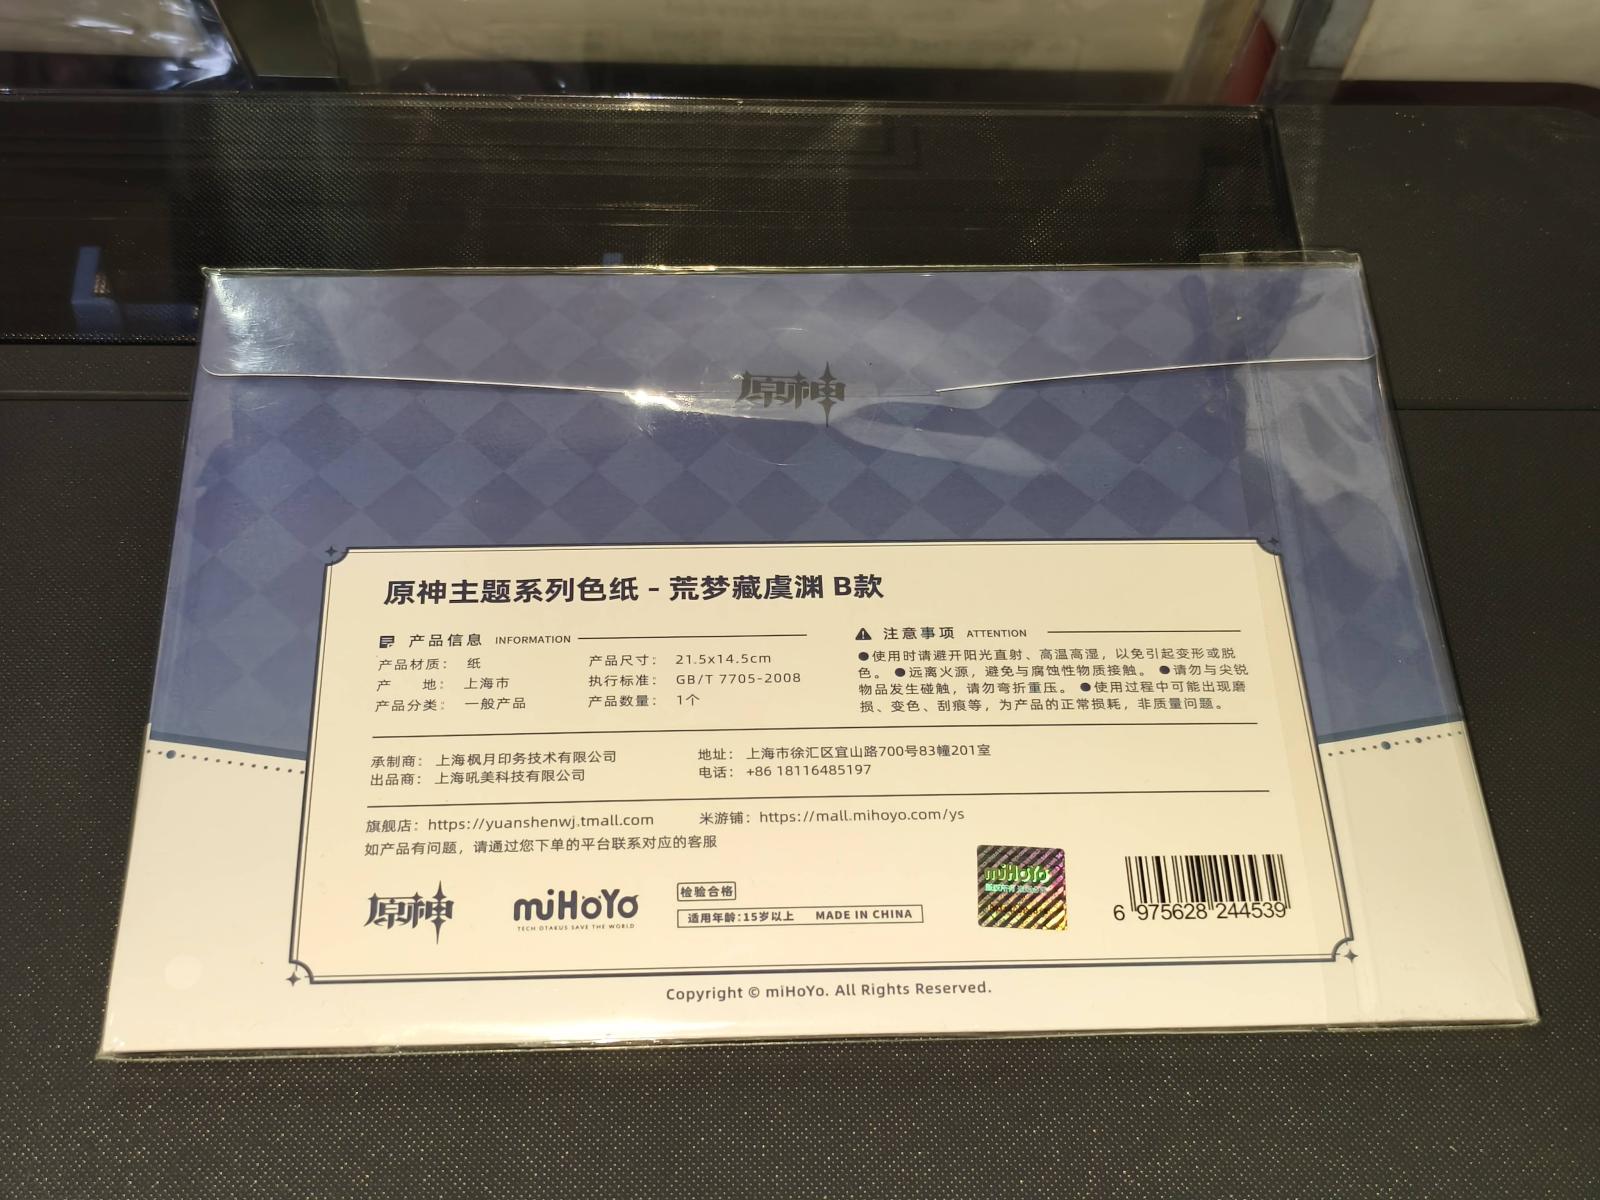 原神
原神主题系列色纸 - 荒梦藏虞渊 B款
产品信息 INFORMATION
产品材质： 纸
产 地： 上海市
产品分类： 一般产品
产品尺寸： 21.5x14.5cm
执行标准： GB/T 7705-2008
产品数量： 1个
注意事项 ATTENTION
●使用时请避开阳光直射、高温高湿，以免引起变形或脱
色。 ●远离火源，避免与腐蚀性物质接触。 ●请勿与尖锐
物品发生碰触，请勿弯折重压。 ●使用过程中可能出现磨
损、变色、刮痕等，为产品的正常损耗，非质量问题。
承制商： 上海枫月印务技术有限公司
出品商： 上海吼美科技有限公司
地址： 上海市徐汇区宜山路700号83幢201室
电话： +86 18116485197
旗舰店：https://yuanshenwj.tmall.com
米游铺：https://mall.mihoyo.com/ys
如产品有问题，请通过您下单的平台联系对应的客服
原神
miHoYo
TECH OTAKUS SAVE THE WORLD
检验合格
适用年龄:15岁以上 MADE IN CHINA
miHoYo
版权所有
6 975628 244539
Copyright © miHoYo. All Rights Reserved.